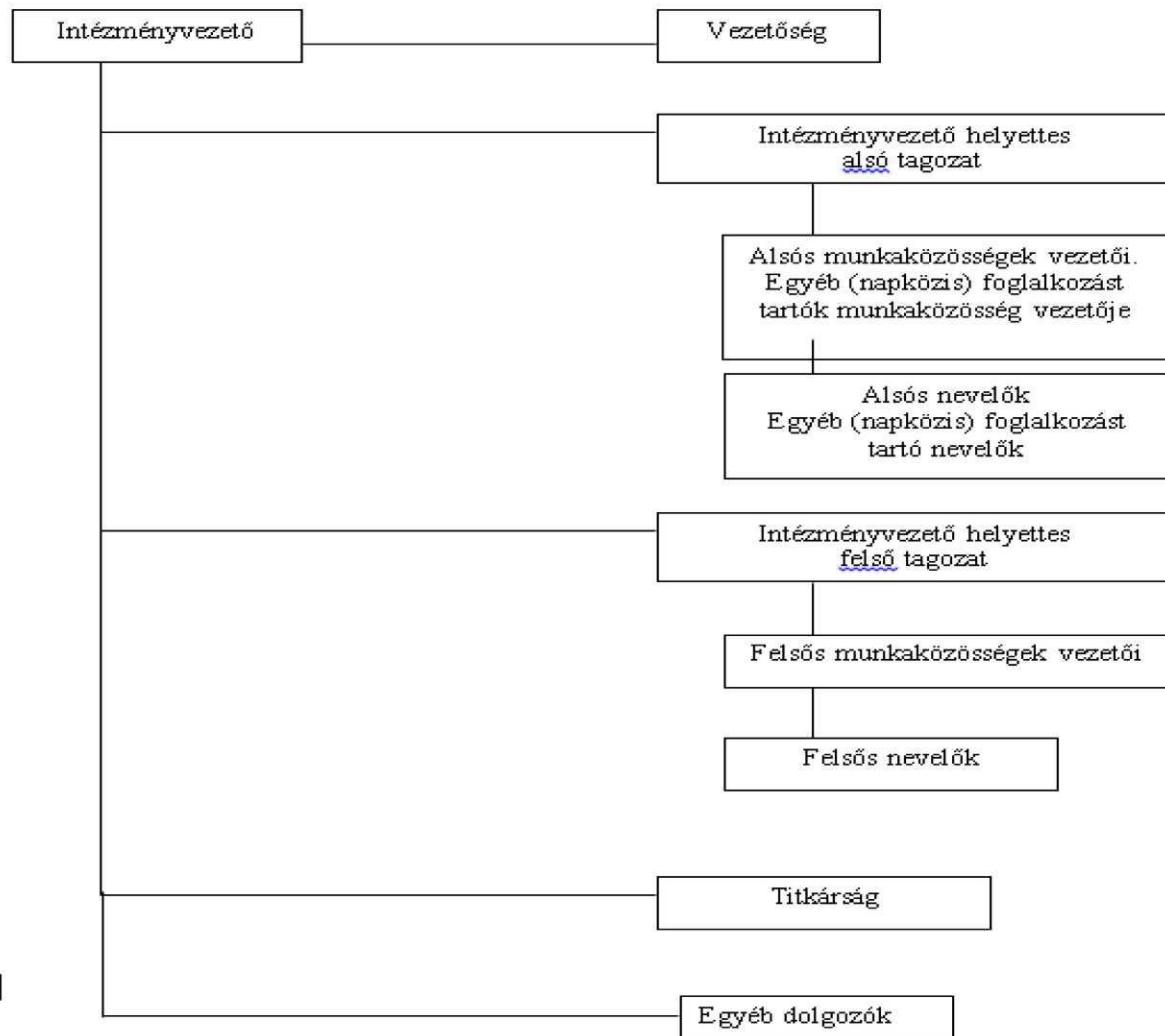 Intézményvezető
Vezetőség
Intézményvezető helyettes
alsó tagozat
Alsós munkaközösségek vezetői.
Egyéb (napközis) foglalkozást
tartók munkaközösség vezetője
Alsós nevelők
Egyéb (napközis) foglalkozást
tartó nevelők
Intézményvezető helyettes
felső tagozat
Felsős munkaközösségek vezetői
Felsős nevelők
Titkárság
Egyéb dolgozók